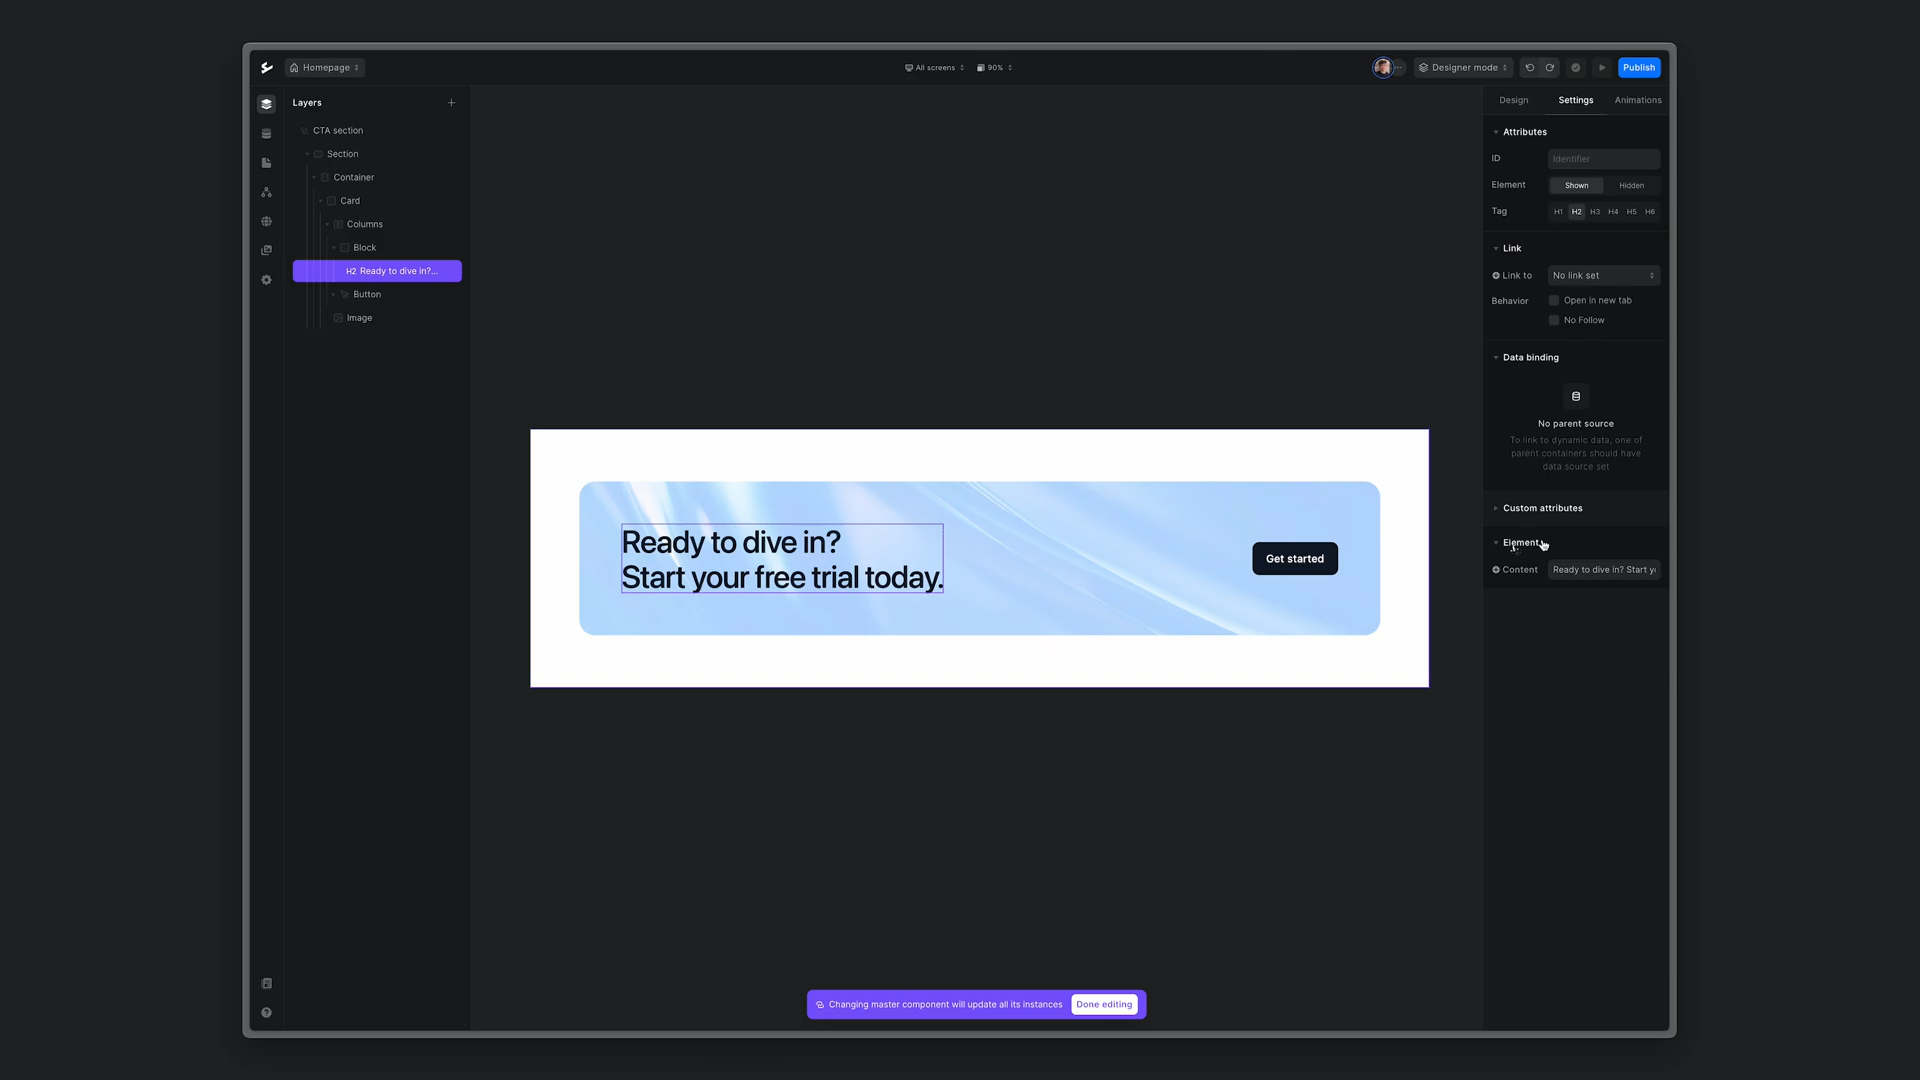 Homepage
All screens
90%
Designer mode
Publish
Layers
CTA section
Section
Container
Card
Columns
Block
H2 Ready to dive in?...
Button
Image
Design
Settings
Animations
Attributes
ID
Identifier
Element
Shown
Hidden
Tag
H1 H2 H3 H4 H5 H6
Link
Link to
No link set
Behavior
Open in new tab
No Follow
Data binding
No parent source
To link to dynamic data, one of
parent containers should have
data source set
Custom attributes
Element
Content
Ready to dive in? Start y
Ready to dive in?
Start your free trial today.
Get started
Changing master component will update all its instances
Done editing